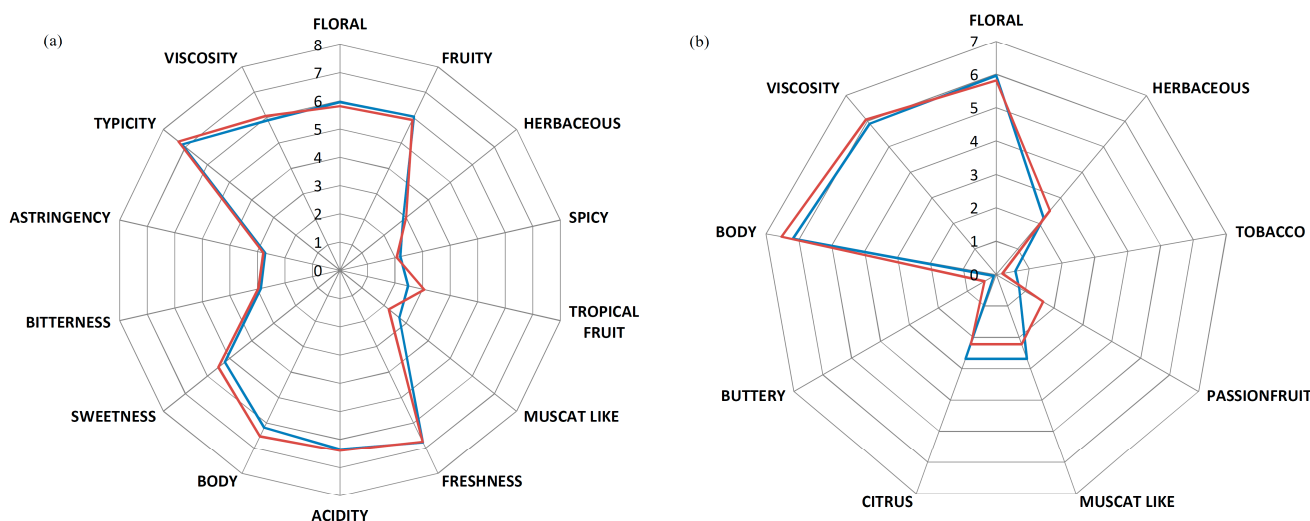 (a)
FLORAL
FRUITY
HERBACEOUS
SPICY
TROPICAL
FRUIT
MUSCAT LIKE
FRESHNESS
ACIDITY
BODY
SWEETNESS
BITTERNESS
ASTRINGENCY
TYPICITY
VISCOSITY
8
7
6
5
4
3
2
1
0
(b)
FLORAL
HERBACEOUS
TOBACCO
PASSIONFRUIT
MUSCAT LIKE
CITRUS
BUTTERY
BODY
VISCOSITY
7
6
5
4
3
2
1
0